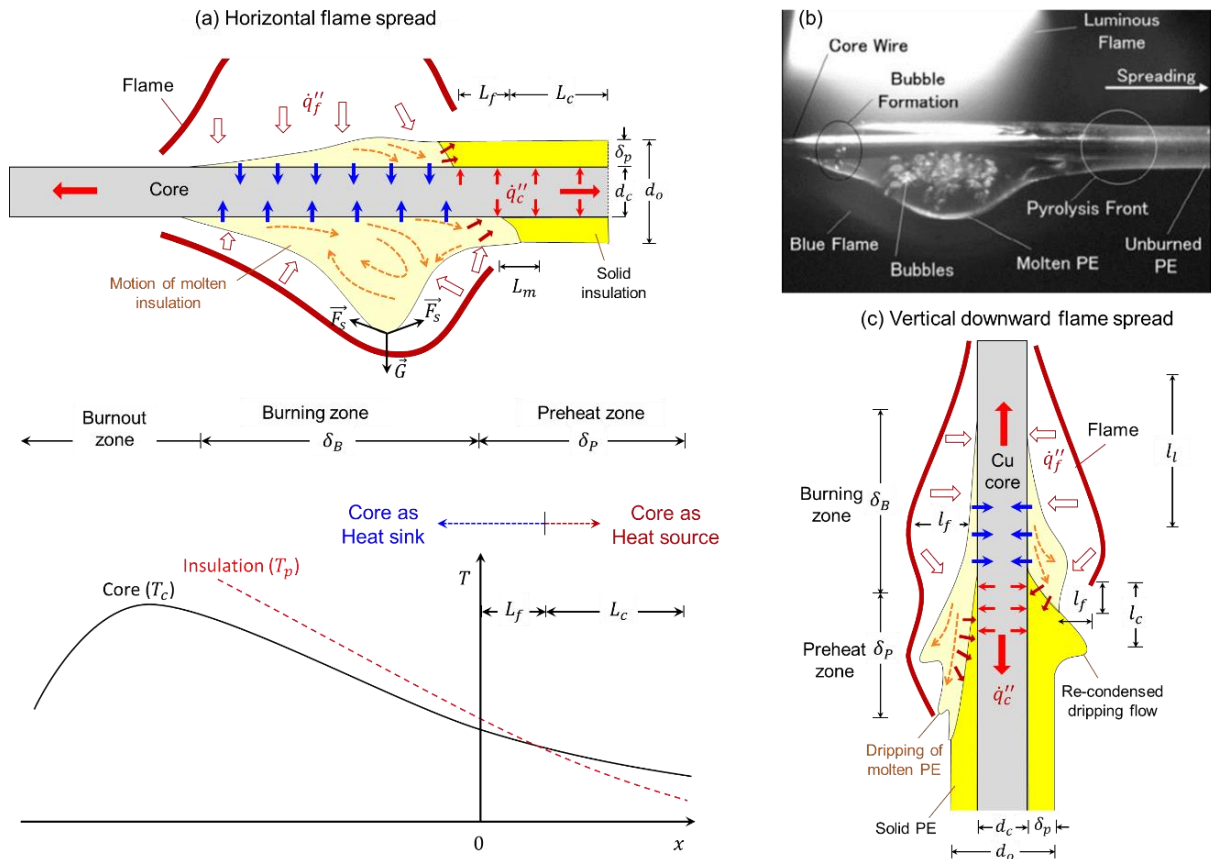 (a) Horizontal flame spread
Flame
q̇″f
Lf
Lc
δp
dc
do
Core
q̇″c
Motion of molten
insulation
Solid
insulation
Lm
Fs
Fs
G
Burnout
zone
Burning zone
δB
Preheat zone
δP
Core as
Heat sink
Core as
Heat source
Insulation (Tp)
Core (Tc)
T
Lf
Lc
0
x
(b)
Core Wire
Luminous
Flame
Bubble
Formation
Spreading
Pyrolysis Front
Blue Flame
Bubbles
Molten PE
Unburned
PE
(c) Vertical downward flame spread
Flame
Cu
core
q̇″f
ll
Burning
zone
δB
lf
lf
lc
Preheat
zone
δP
q̇″c
Re-condensed
dripping flow
Dripping of
molten PE
Solid PE
dc
δp
do